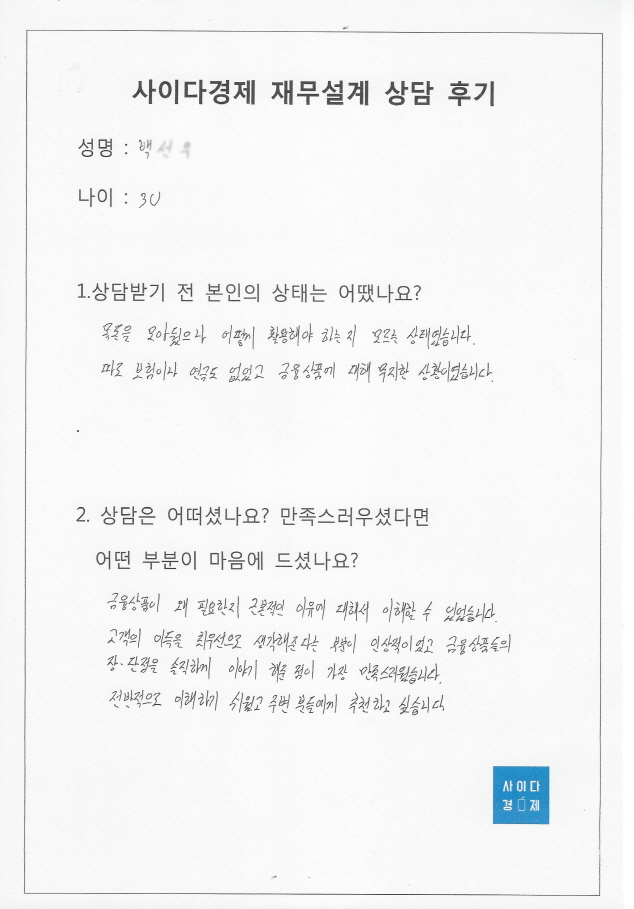 사이다경제 재무설계 상담 후기
성명 : 백
나이 : 30
1.상담받기 전 본인의 상태는 어땠나요?
목돈을 모아뒀으나 어떻게 활용해야 하는지 모르는 상태였습니다.
따로 보험이나 연금도 없었고 금융상품에 대해 무지한 상황이였습니다.
.
2. 상담은 어떠셨나요? 만족스러우셨다면
어떤 부분이 마음에 드셨나요?
금융상품이 왜 필요한지 근본적인 이유에 대해서 이해할 수 있었습니다.
고객의 이득을 최우선으로 생각해준다는 부분이 인상적이었고 금융상품들의
장·단점을 솔직하게 이야기 해준 점이 가장 만족스러웠습니다.
전반적으로 이해하기 쉬웠고 주변 분들에게 추천하고 싶습니다
사이다
경제